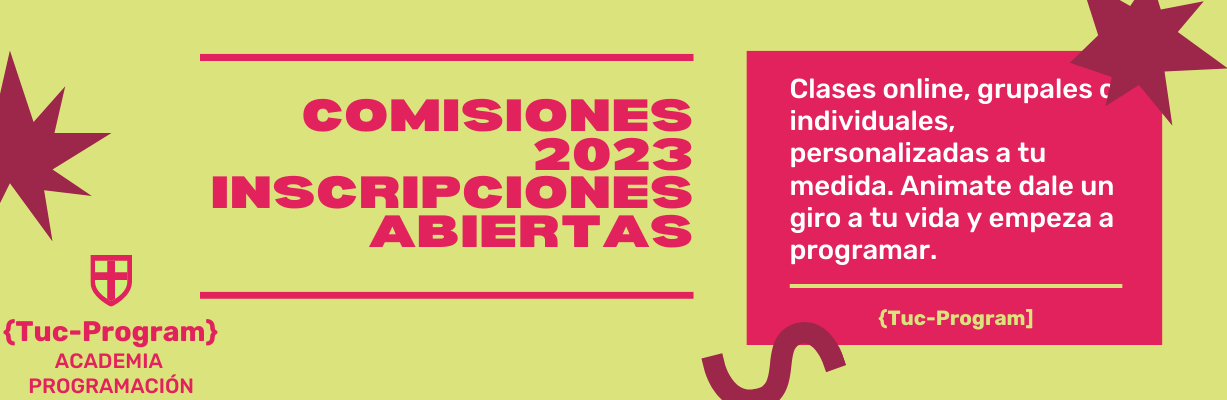 COMISIONES
2023
INSCRIPCIONES
ABIERTAS
Clases online, grupales o
individuales,
personalizadas a tu
medida. Animate dale un
giro a tu vida y empeza a
programar.
{Tuc-Program]
{Tuc-Program}
ACADEMIA
PROGRAMACIÓN